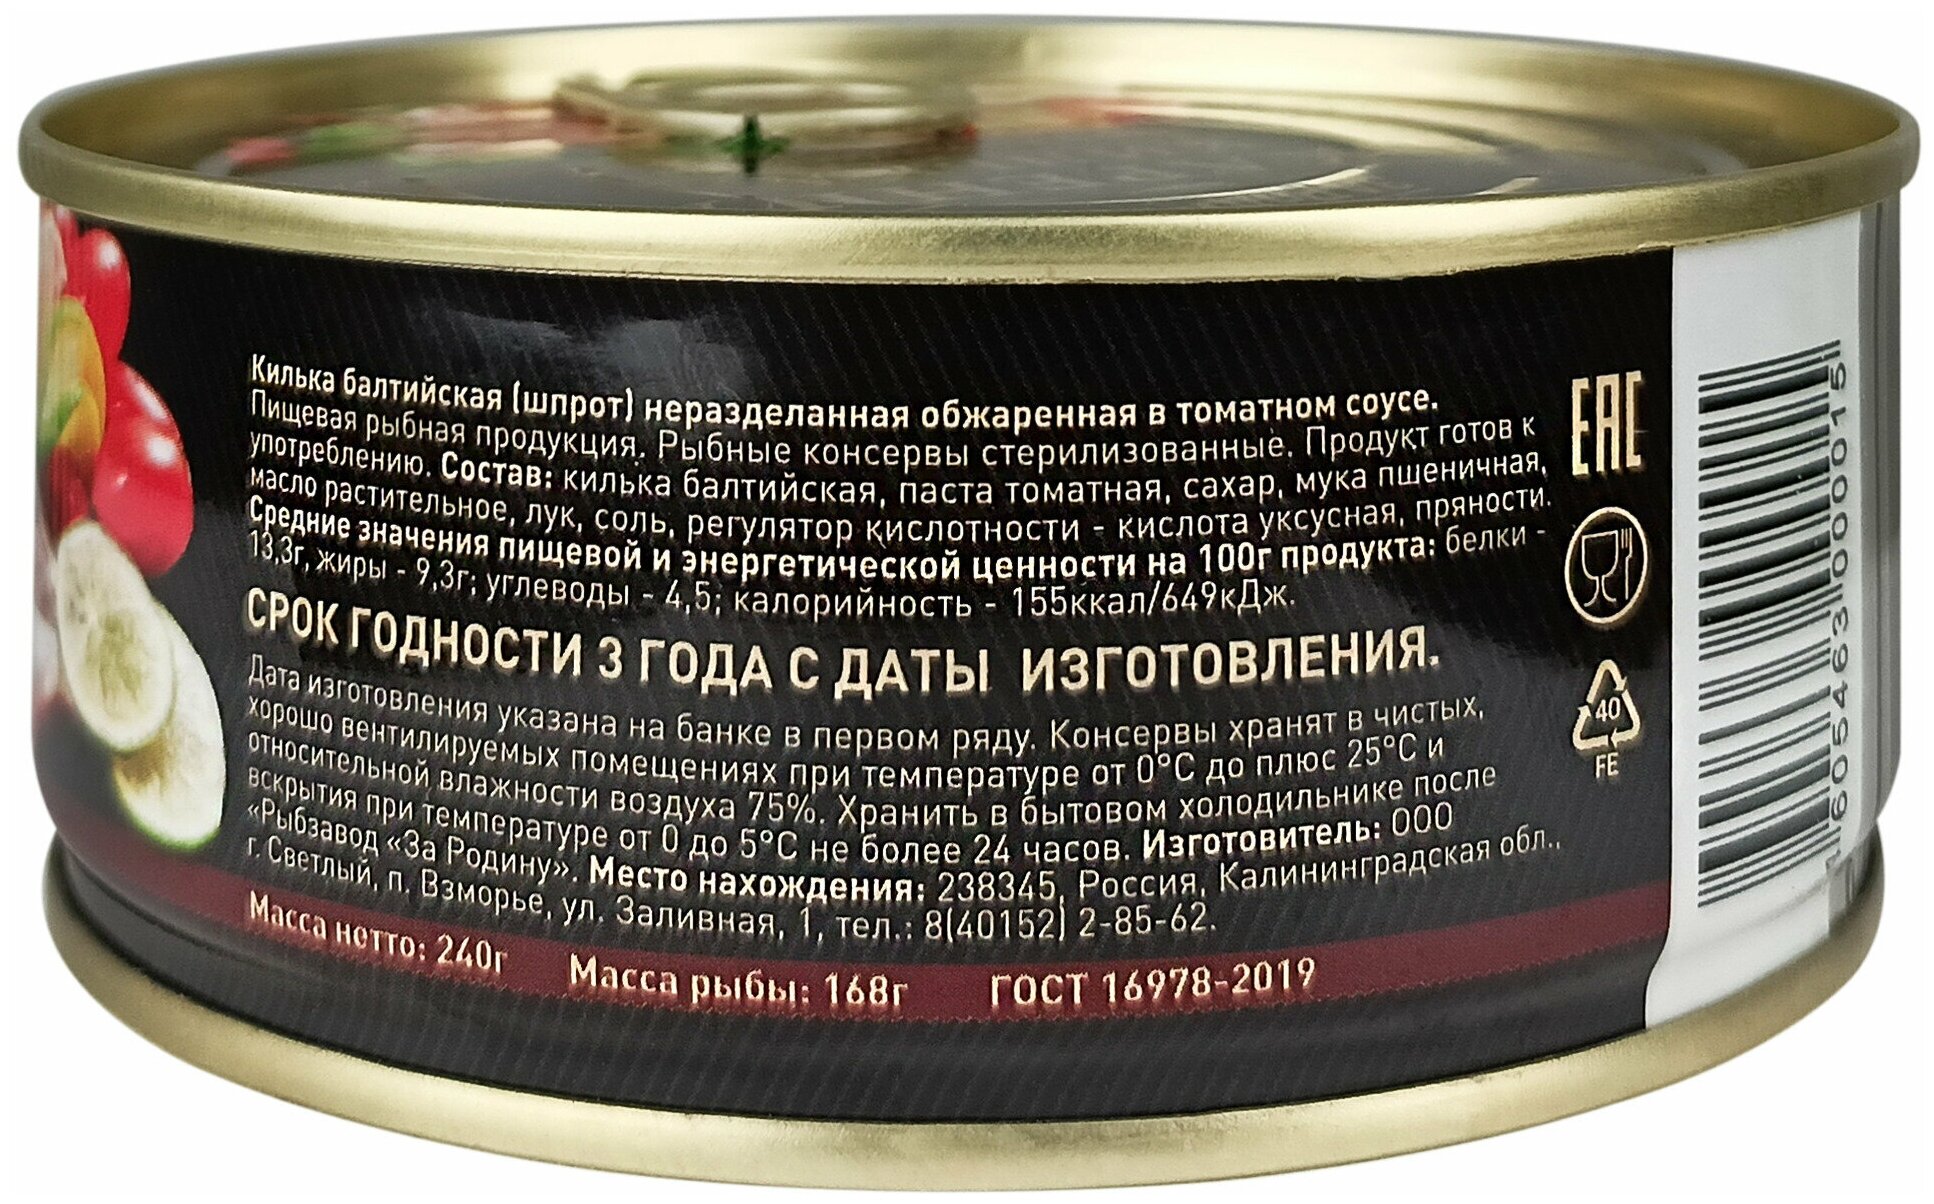 Килька балтийская (шпрот) неразделанная обжаренная в томатном соусе.
Пищевая рыбная продукция. Рыбные консервы стерилизованные. Продукт готов к
употреблению. Состав: килька балтийская, паста томатная, сахар, мука пшеничная,
масло растительное, лук, соль, регулятор кислотности - кислота уксусная, пряности.
Средние значения пищевой и энергетической ценности на 100г продукта: белки -
13,3г, жиры - 9,3г; углеводы - 4,5; калорийность - 155ккал/649кДж.
СРОК ГОДНОСТИ 3 ГОДА С ДАТЫ ИЗГОТОВЛЕНИЯ.
Дата изготовления указана на банке в первом ряду. Консервы хранят в чистых,
хорошо вентилируемых помещениях при температуре от 0°С до плюс 25°С и
относительной влажности воздуха 75%. Хранить в бытовом холодильнике после
вскрытия при температуре от 0 до 5°С не более 24 часов. Изготовитель: ООО
«Рыбзавод «За Родину». Место нахождения: 238345, Россия, Калининградская обл.,
г. Светлый, п. Взморье, ул. Заливная, 1, тел.: 8(40152) 2-85-62.
Масса нетто: 240г Масса рыбы: 168г ГОСТ 16978-2019
ЕАС
40
FE
605463 000015